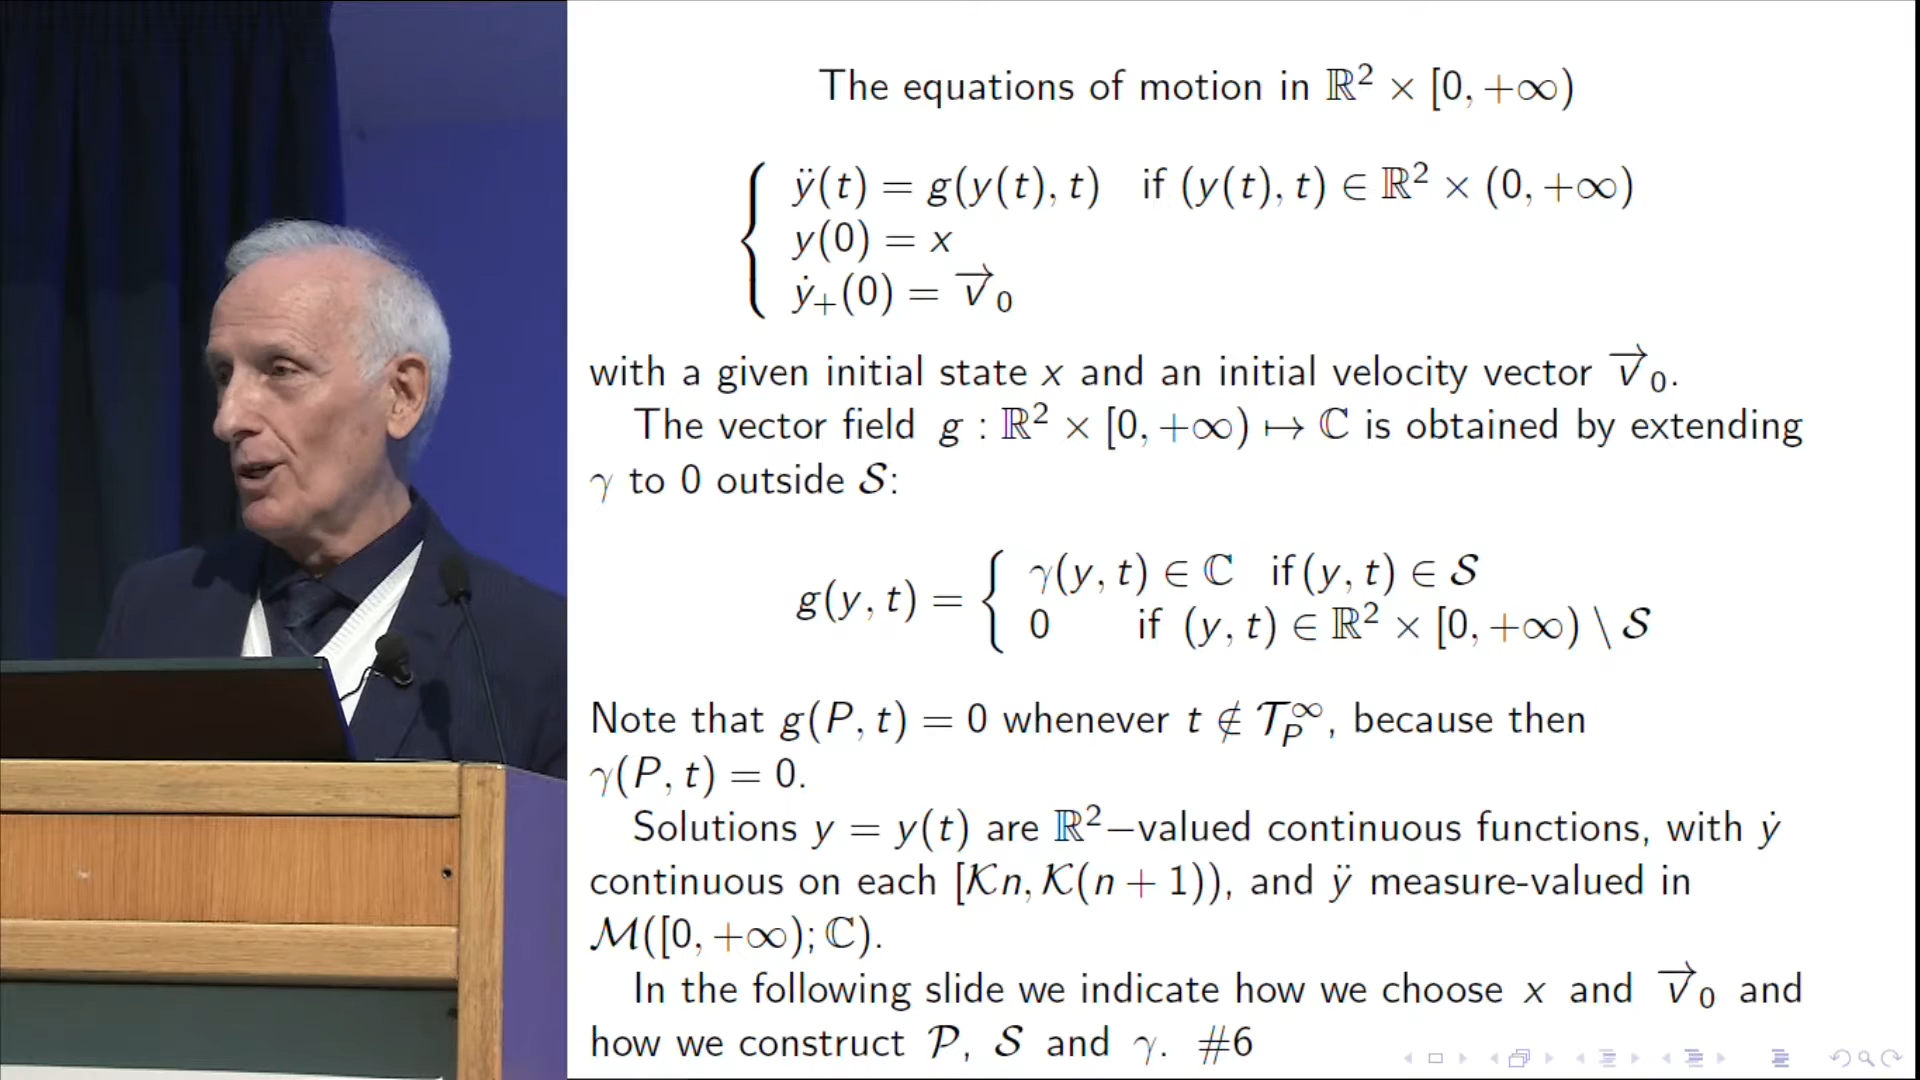 The equations of motion in ℝ² × [0, +∞)
ÿ(t) = g(y(t), t) if (y(t), t) ∈ ℝ² × (0, +∞)
y(0) = x
ẏ₊(0) = v⃗₀
with a given initial state x and an initial velocity vector v⃗₀.
The vector field g : ℝ² × [0, +∞) ↦ ℂ is obtained by extending
γ to 0 outside 𝒮:
g(y, t) = { γ(y, t) ∈ ℂ if (y, t) ∈ 𝒮
0 if (y, t) ∈ ℝ² × [0, +∞) \ 𝒮
Note that g(P, t) = 0 whenever t ∉ 𝒯_P^∞, because then
γ(P, t) = 0.
Solutions y = y(t) are ℝ²−valued continuous functions, with ẏ
continuous on each [𝒦n, 𝒦(n + 1)), and ÿ measure-valued in
ℳ([0, +∞); ℂ).
In the following slide we indicate how we choose x and v⃗₀ and
how we construct 𝒫, 𝒮 and γ. #6